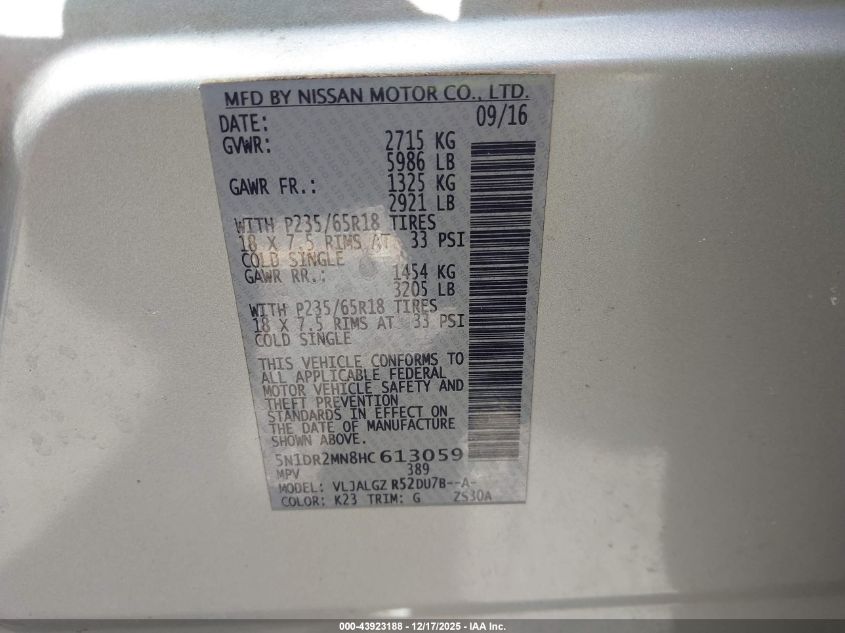 MFD BY NISSAN MOTOR CO., LTD.
DATE: 09/16
GVWR: 2715 KG
5986 LB
GAWR FR.: 1325 KG
2921 LB
WITH P235/65R18 TIRES
18 X 7.5 RIMS AT 33 PSI
COLD SINGLE
GAWR RR.: 1454 KG
3205 LB
WITH P235/65R18 TIRES
18 X 7.5 RIMS AT 33 PSI
COLD SINGLE
THIS VEHICLE CONFORMS TO
ALL APPLICABLE FEDERAL
MOTOR VEHICLE SAFETY AND
THEFT PREVENTION
STANDARDS IN EFFECT ON
THE DATE OF MANUFACTURE
SHOWN ABOVE.
5N1DR2MN8HC 613059
MPV 389
MODEL: VLJALGZ R52DU7B--A-
COLOR: K23 TRIM: G ZS30A
000-43923188 - 12/17/2025 - IAA Inc.